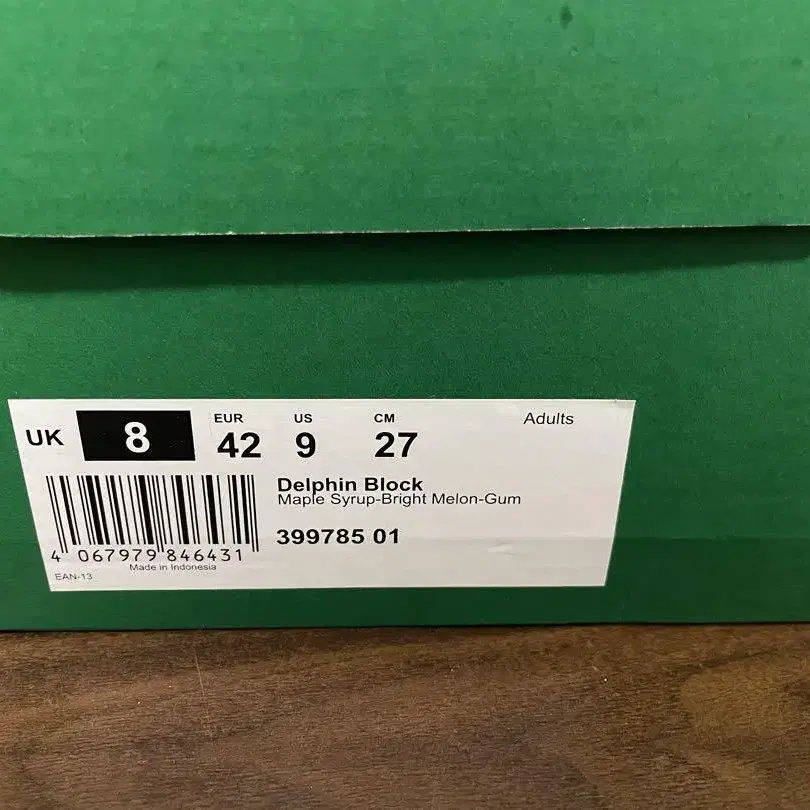 UK 8
EUR 42
US 9
CM 27
Adults
Delphin Block
Maple Syrup-Bright Melon-Gum
399785 01
4 067979 846431
Made in Indonesia
EAN-13